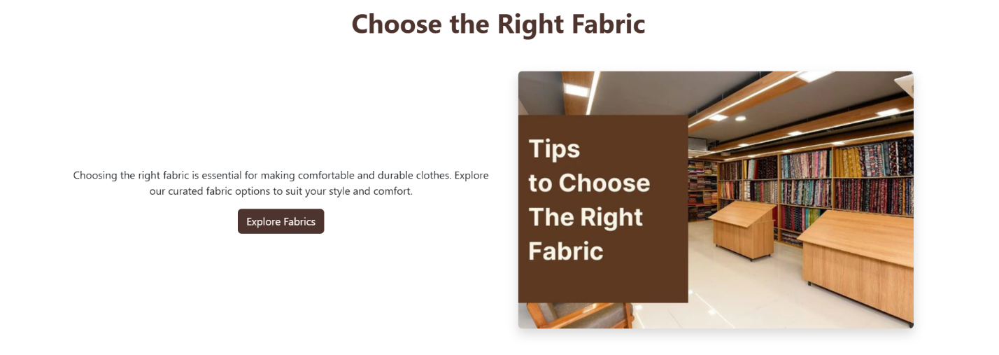 Choose the Right Fabric
Choosing the right fabric is essential for making comfortable and durable clothes. Explore
our curated fabric options to suit your style and comfort.
Explore Fabrics
Tips
to Choose
The Right
Fabric